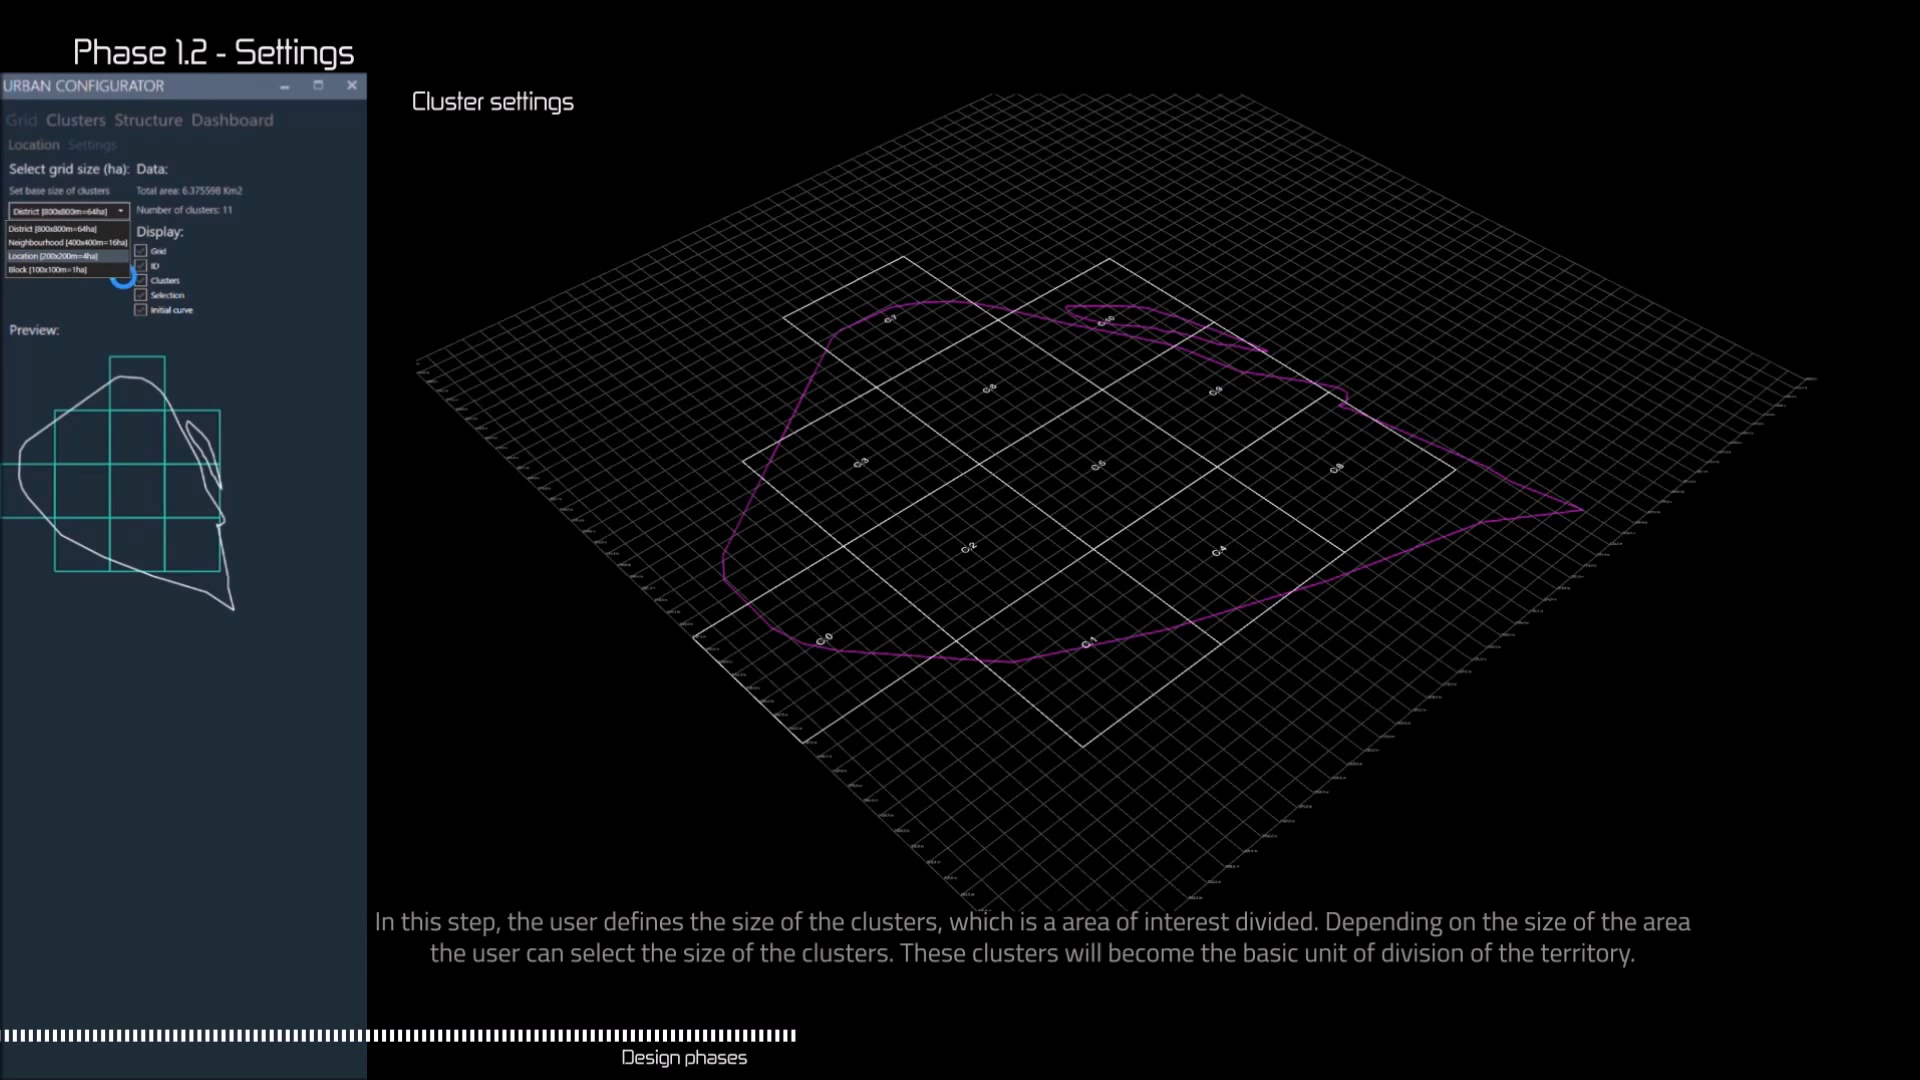 Phase 1.2 - Settings
URBAN CONFIGURATOR
Grid Clusters Structure Dashboard
Location Settings
Select grid size (ha): Data:
Set base size of clusters Total area: 6.375598 Km2
District [800x800m=64ha] Number of clusters: 11
District [800x800m=64ha]
Neighbourhood [400x400m=16ha]
Location [200x200m=4ha]
Block [100x100m=1ha]
Display:
Grid
ID
Clusters
Selection
Initial curve
Preview:
Cluster settings
C:7
C:10
C:9
C:3
C:5
C:2
C:4
C:0
C:1
In this step, the user defines the size of the clusters, which is a area of interest divided. Depending on the size of the area
the user can select the size of the clusters. These clusters will become the basic unit of division of the territory.
Design phases